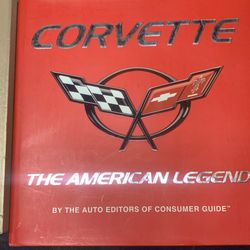 CORVETTE
THE AMERICAN LEGEND
BY THE AUTO EDITORS OF CONSUMER GUIDE™